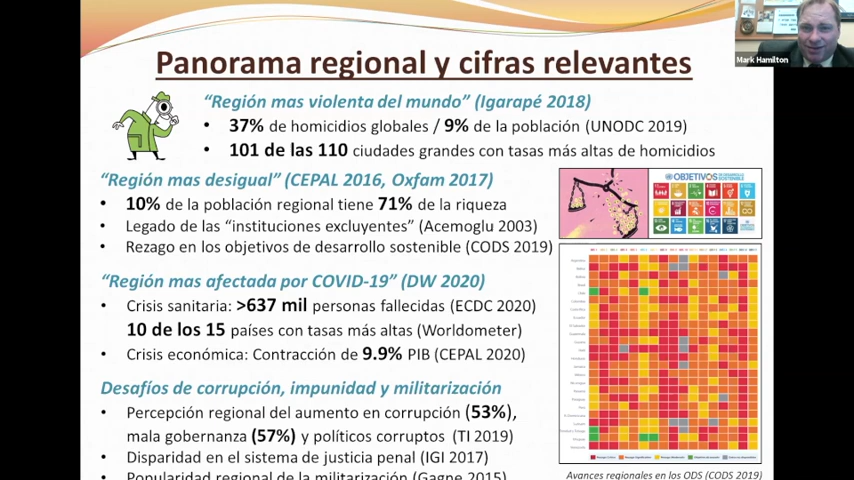 Mark Hamilton
Panorama regional y cifras relevantes
“Región mas violenta del mundo” (Igarapé 2018)
• 37% de homicidios globales / 9% de la población (UNODC 2019)
• 101 de las 110 ciudades grandes con tasas más altas de homicidios
“Región mas desigual” (CEPAL 2016, Oxfam 2017)
• 10% de la población regional tiene 71% de la riqueza
• Legado de las “instituciones excluyentes” (Acemoglu 2003)
• Rezago en los objetivos de desarrollo sostenible (CODS 2019)
OBJETIVOS
“Región mas afectada por COVID-19” (DW 2020)
• Crisis sanitaria: >637 mil personas fallecidas (ECDC 2020)
10 de los 15 países con tasas más altas (Worldometer)
• Crisis económica: Contracción de 9.9% PIB (CEPAL 2020)
Desafíos de corrupción, impunidad y militarización
• Percepción regional del aumento en corrupción (53%),
mala gobernanza (57%) y políticos corruptos (TI 2019)
• Disparidad en el sistema de justicia penal (IGI 2017)
• Popularidad regional de la militarización (Gagne 2015)
Avances regionales en los ODS (CODS 2019)